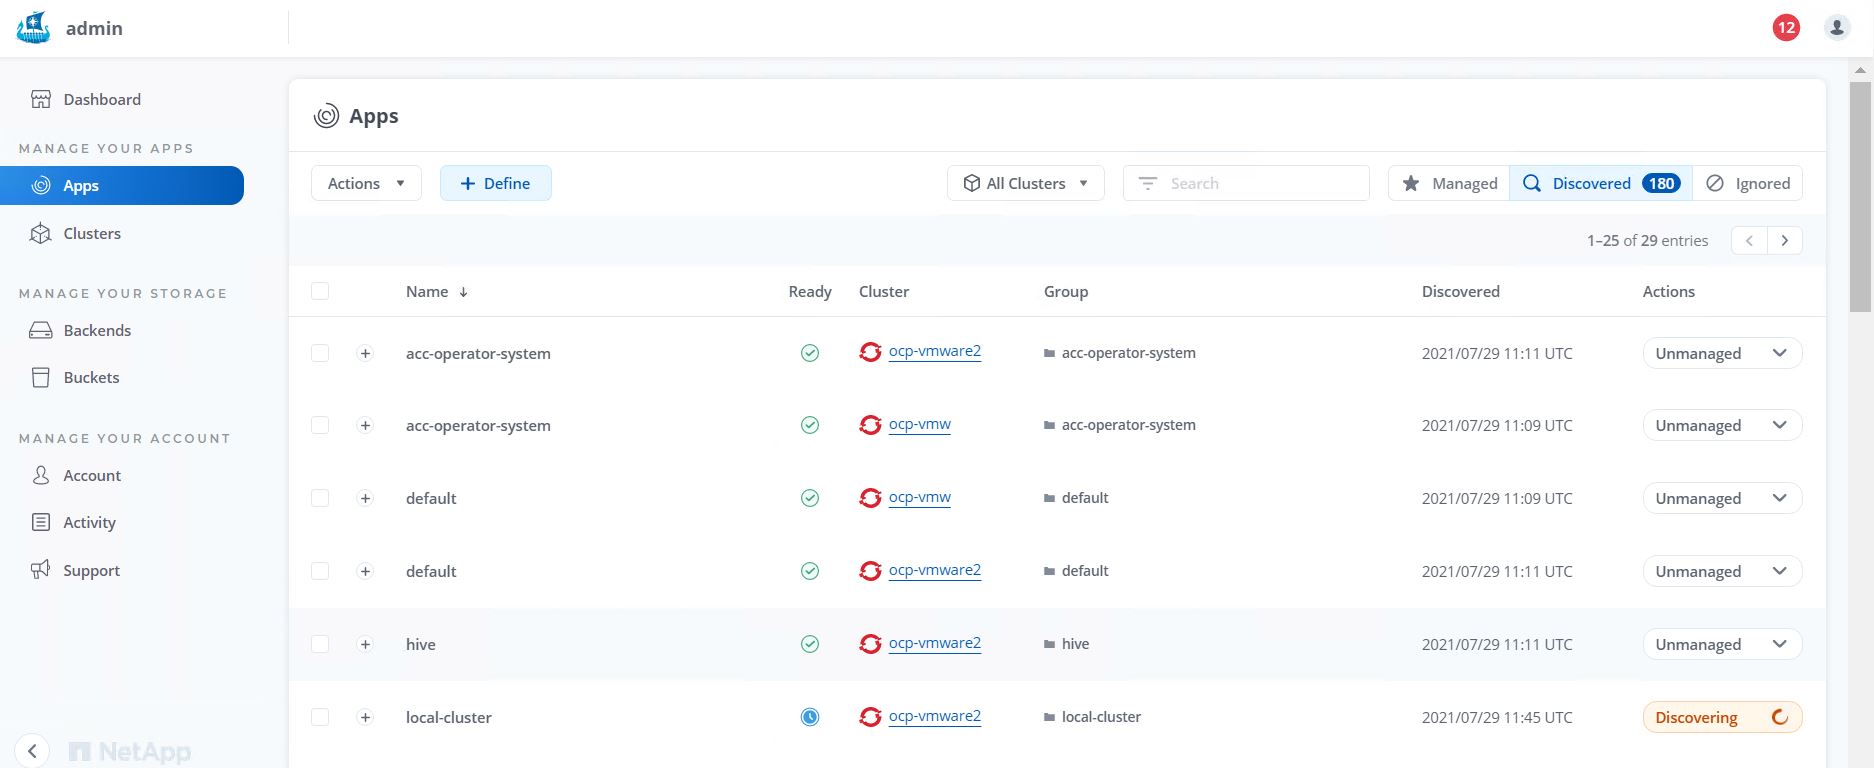 admin
12
Dashboard
MANAGE YOUR APPS
Apps
Clusters
MANAGE YOUR STORAGE
Backends
Buckets
MANAGE YOUR ACCOUNT
Account
Activity
Support
NetApp
Apps
Actions
Define
All Clusters
Search
Managed
Discovered 180
Ignored
1–25 of 29 entries
Name Ready Cluster Group Discovered Actions
acc-operator-system ocp-vmware2 acc-operator-system 2021/07/29 11:11 UTC Unmanaged
acc-operator-system ocp-vmw acc-operator-system 2021/07/29 11:09 UTC Unmanaged
default ocp-vmw default 2021/07/29 11:09 UTC Unmanaged
default ocp-vmware2 default 2021/07/29 11:11 UTC Unmanaged
hive ocp-vmware2 hive 2021/07/29 11:11 UTC Unmanaged
local-cluster ocp-vmware2 local-cluster 2021/07/29 11:45 UTC Discovering